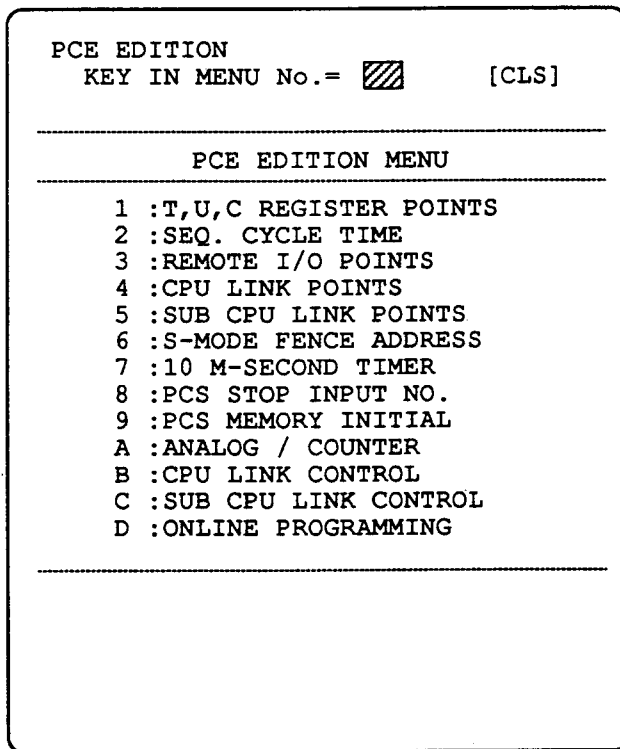 PCE EDITION
KEY IN MENU No.= [CLS]
PCE EDITION MENU
1 :T,U,C REGISTER POINTS
2 :SEQ. CYCLE TIME
3 :REMOTE I/O POINTS
4 :CPU LINK POINTS
5 :SUB CPU LINK POINTS
6 :S-MODE FENCE ADDRESS
7 :10 M-SECOND TIMER
8 :PCS STOP INPUT NO.
9 :PCS MEMORY INITIAL
A :ANALOG / COUNTER
B :CPU LINK CONTROL
C :SUB CPU LINK CONTROL
D :ONLINE PROGRAMMING